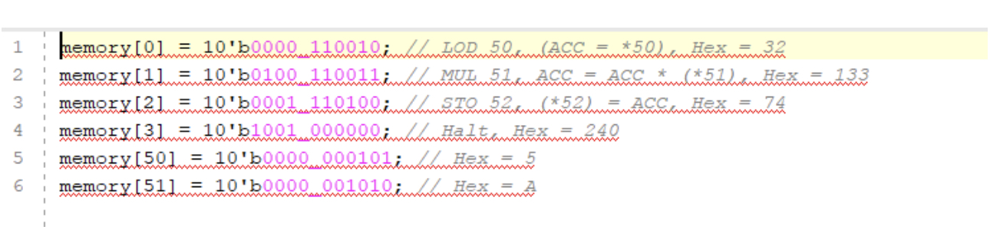 1 memory[0] = 10'b0000_110010; // LOD 50, (ACC = *50), Hex = 32
2 memory[1] = 10'b0100_110011; // MUL 51, ACC = ACC * (*51), Hex = 133
3 memory[2] = 10'b0001_110100; // STO 52, (*52) = ACC, Hex = 74
4 memory[3] = 10'b1001_000000; // Halt, Hex = 240
5 memory[50] = 10'b0000_000101; // Hex = 5
6 memory[51] = 10'b0000_001010; // Hex = A